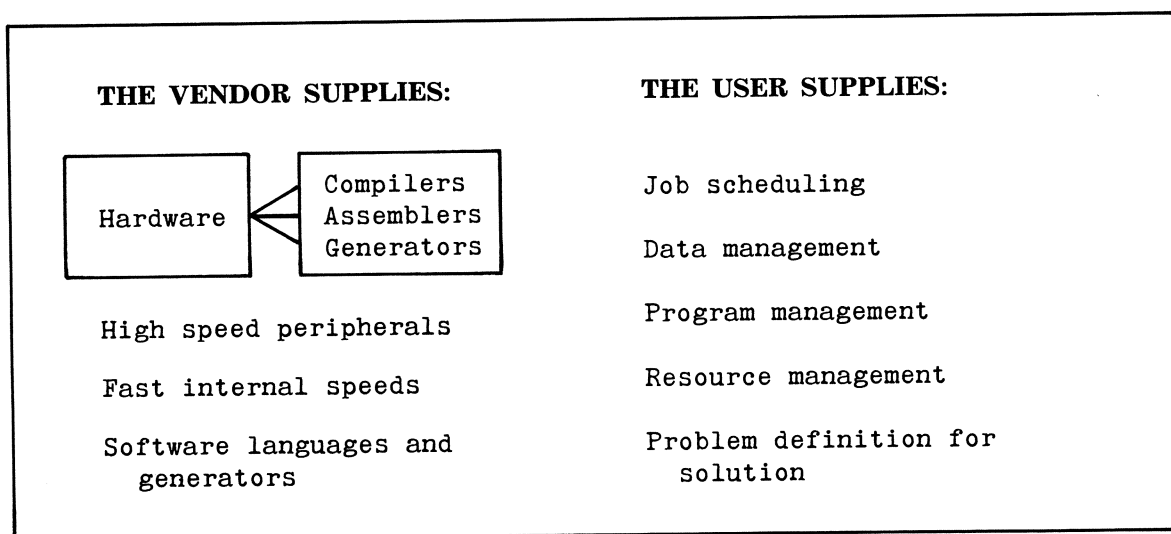 THE VENDOR SUPPLIES:
Hardware
Compilers
Assemblers
Generators
High speed peripherals
Fast internal speeds
Software languages and
generators
THE USER SUPPLIES:
Job scheduling
Data management
Program management
Resource management
Problem definition for
solution